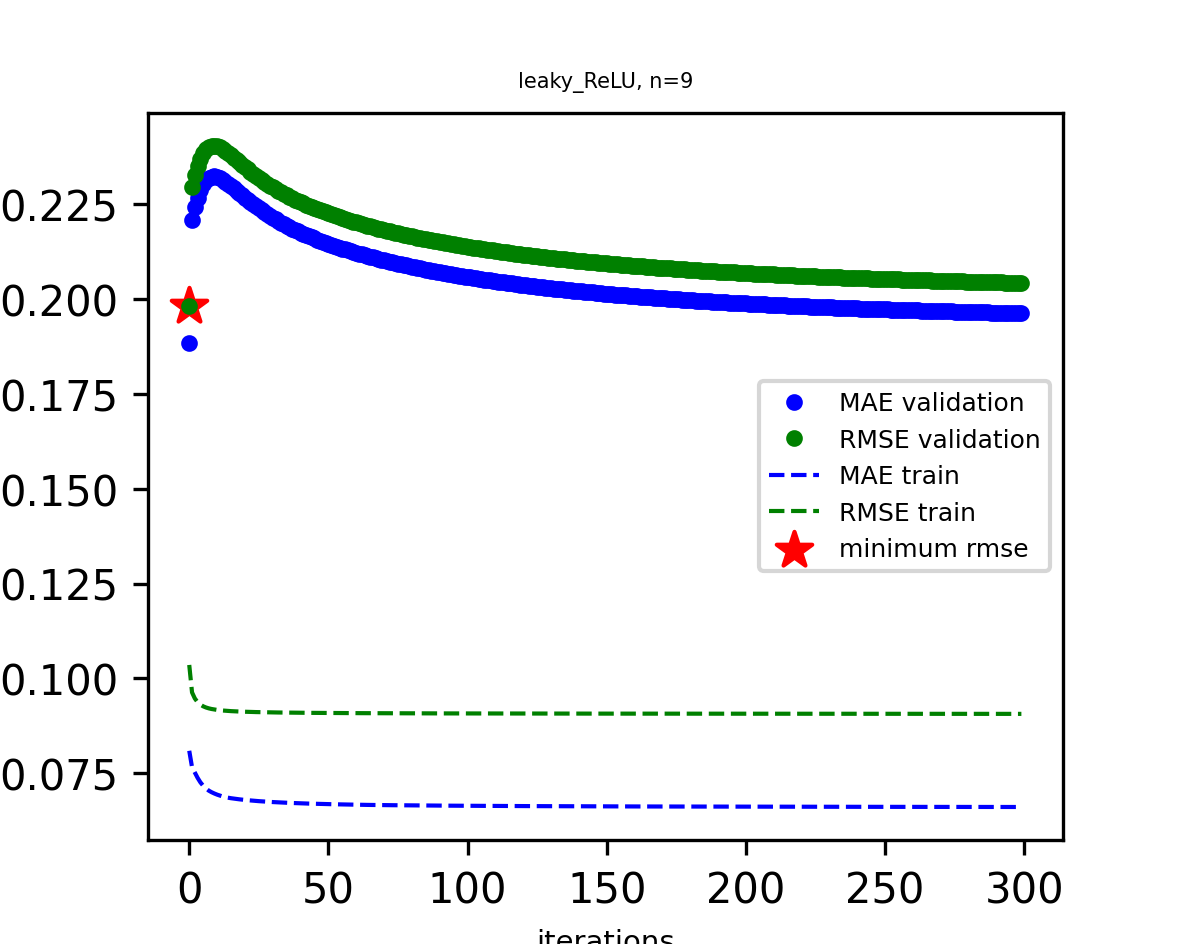 leaky_ReLU, n=9
0.225
0.200
0.175
0.150
0.125
0.100
0.075
MAE validation
RMSE validation
MAE train
RMSE train
minimum rmse
0 50 100 150 200 250 300
iterations